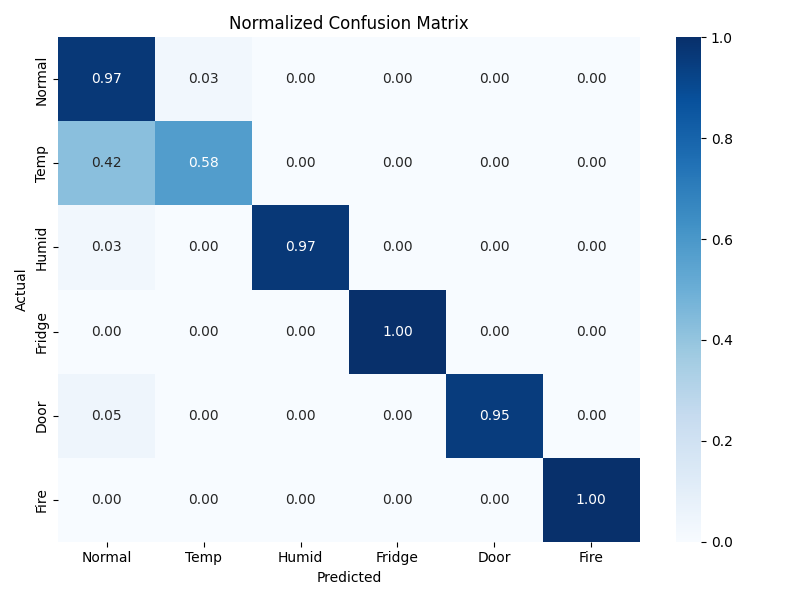 Normalized Confusion Matrix
Actual
Normal 0.97 0.03 0.00 0.00 0.00 0.00
Temp 0.42 0.58 0.00 0.00 0.00 0.00
Humid 0.03 0.00 0.97 0.00 0.00 0.00
Fridge 0.00 0.00 0.00 1.00 0.00 0.00
Door 0.05 0.00 0.00 0.00 0.95 0.00
Fire 0.00 0.00 0.00 0.00 0.00 1.00
Normal Temp Humid Fridge Door Fire
Predicted
1.0
0.8
0.6
0.4
0.2
0.0